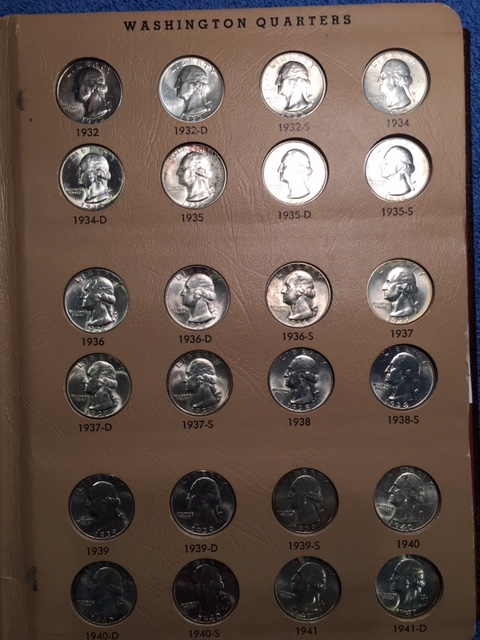 WASHINGTON QUARTERS
1932 1932-D 1932-S 1934
1934-D 1935 1935-D 1935-S
1936 1936-D 1936-S 1937
1937-D 1937-S 1938 1938-S
1939 1939-D 1939-S 1940
1940-D 1940-S 1941 1941-D